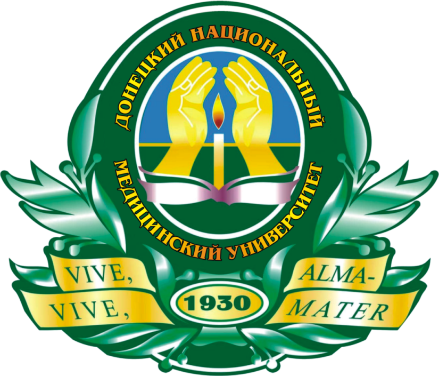 ДОНЕЦКИЙ НАЦИОНАЛЬНЫЙ
МЕДИЦИНСКИЙ УНИВЕРСИТЕТ
VIVE,
VIVE,
1930
ALMA-
MATER